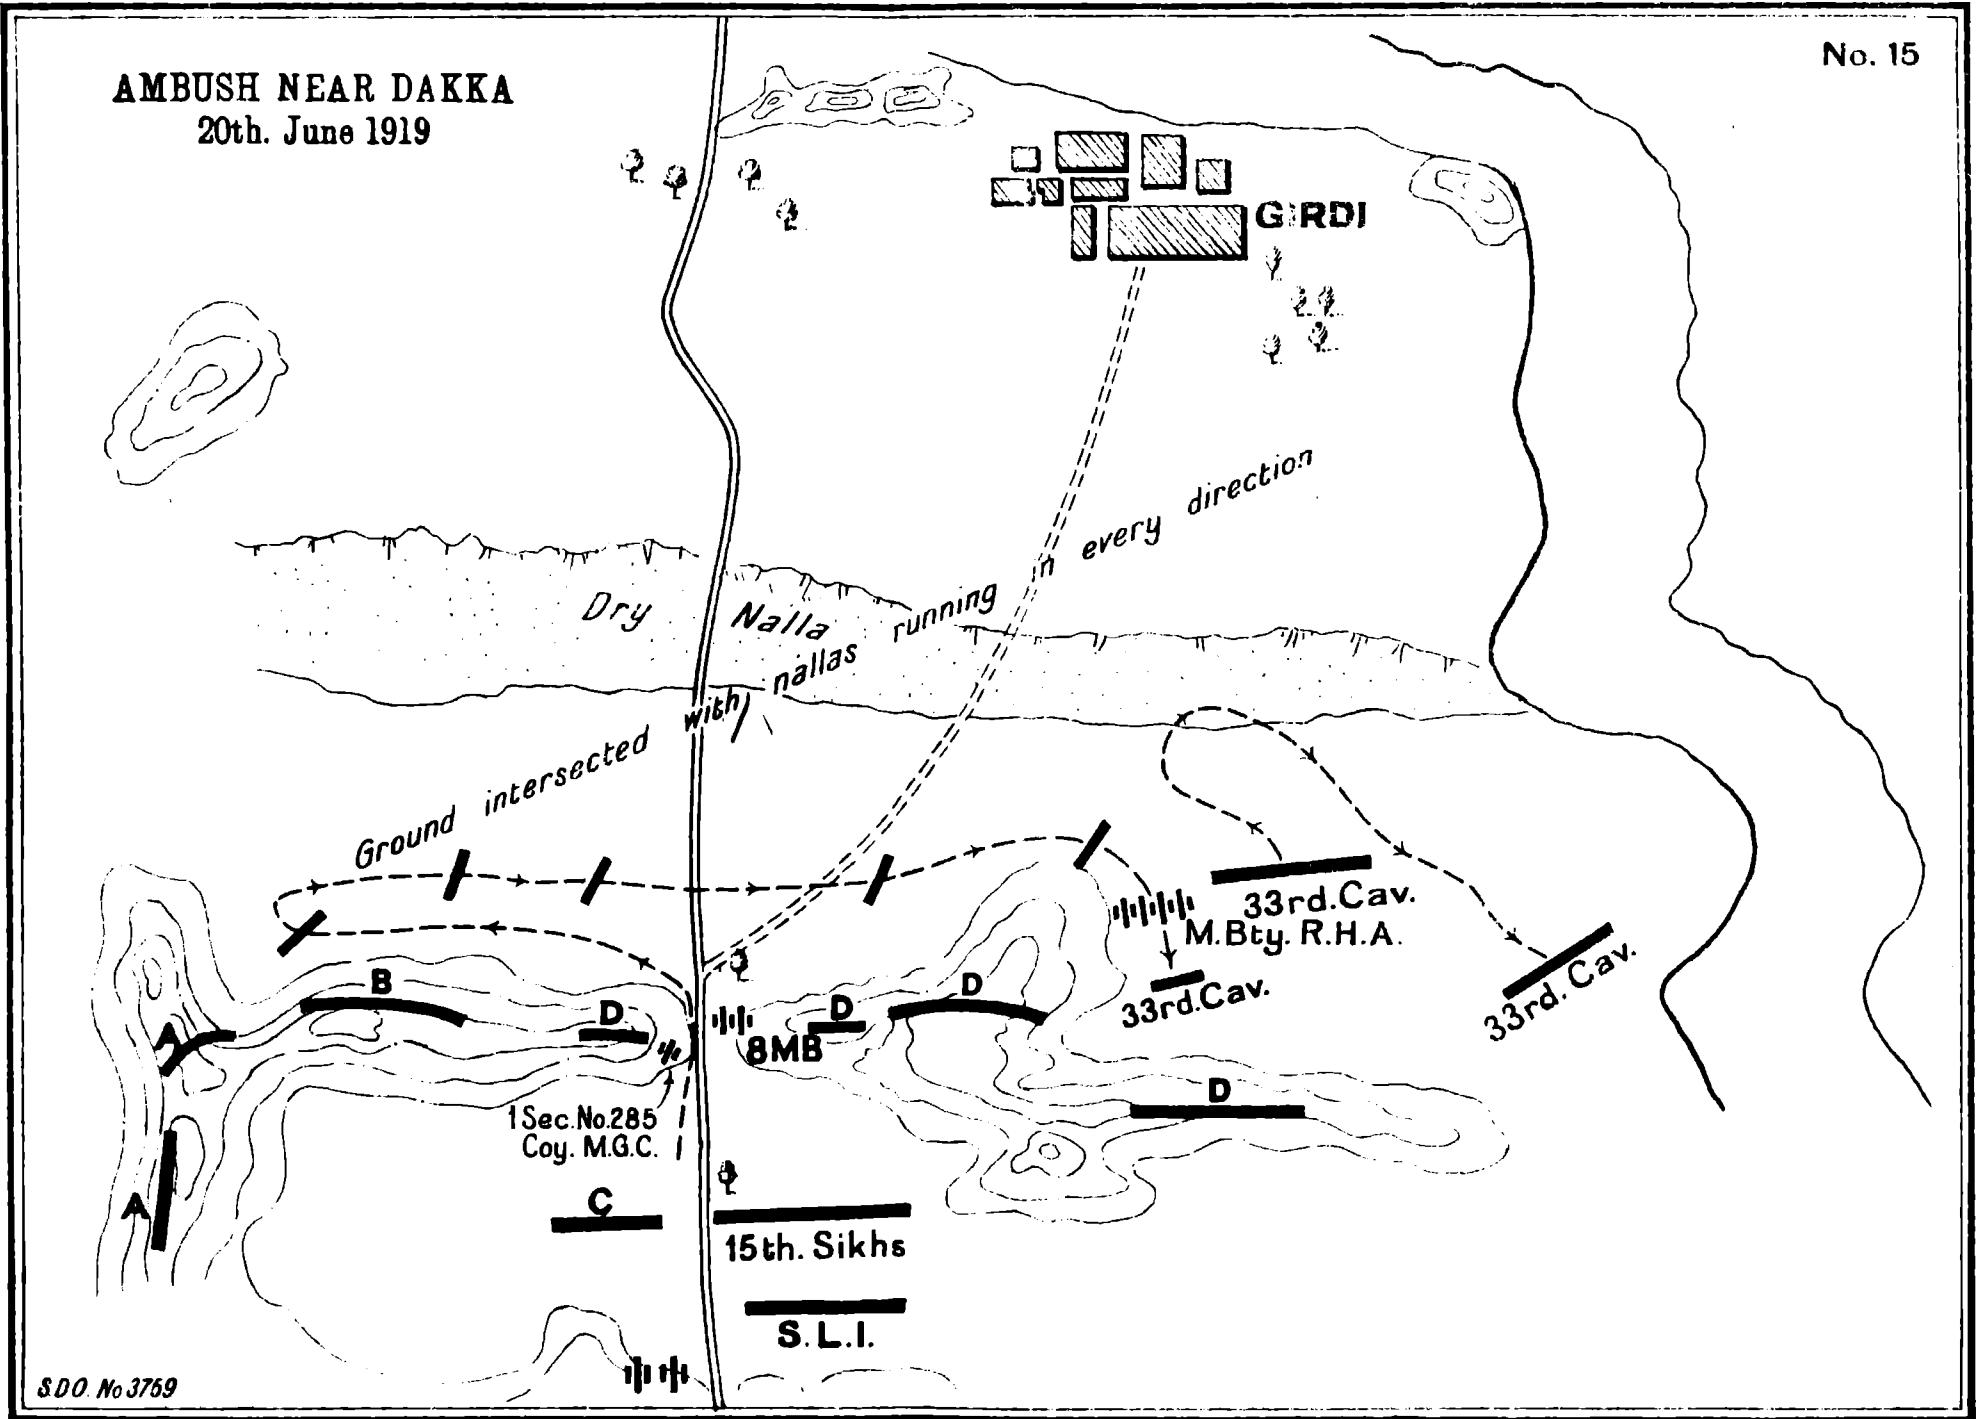 No. 15
AMBUSH NEAR DAKKA
20th. June 1919
GIRDI
Ground intersected with nallas running in every direction
Dry Nalla
33rd. Cav.
M. Bty. R.H.A.
33rd. Cav.
33rd. Cav.
B
D
D
D
A
8MB
D
1 Sec. No. 285
Coy. M.G.C.
A
C
15th. Sikhs
S.L.I.
S.D.O. No 3769